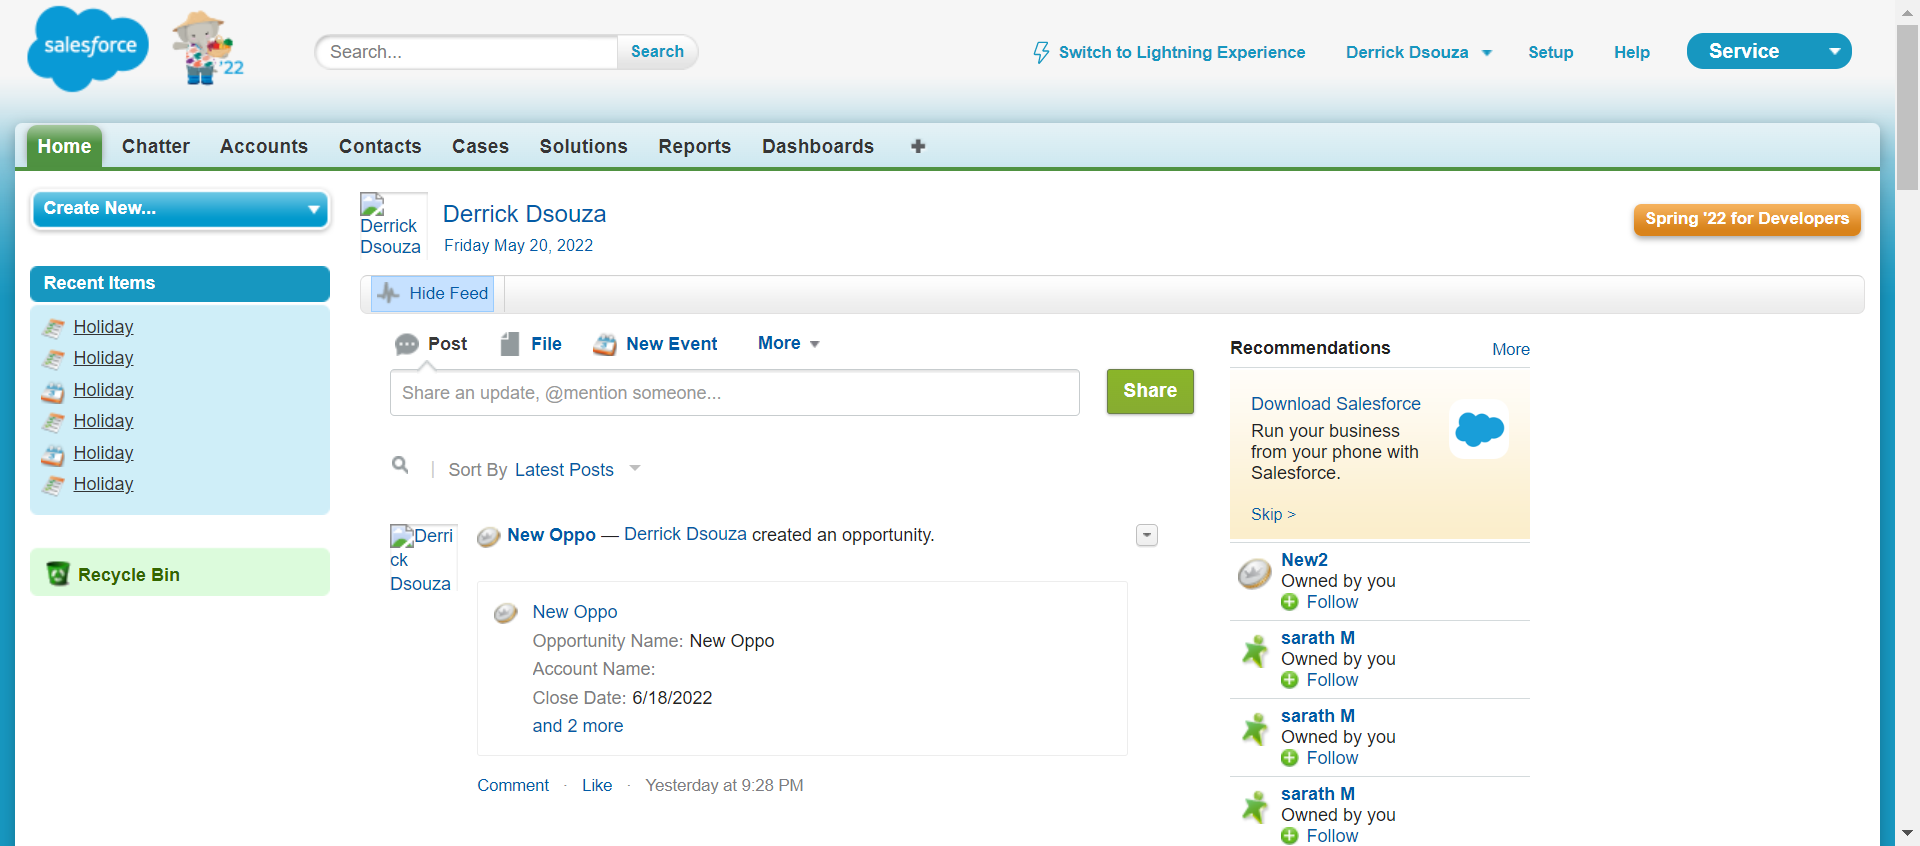 salesforce
'22
Search...
Search
Switch to Lightning Experience
Derrick Dsouza
Setup
Help
Service
Home
Chatter
Accounts
Contacts
Cases
Solutions
Reports
Dashboards
Create New...
Recent Items
Holiday
Holiday
Holiday
Holiday
Holiday
Holiday
Recycle Bin
Derrick
Dsouza
Derrick Dsouza
Friday May 20, 2022
Spring '22 for Developers
Hide Feed
Post
File
New Event
More
Share an update, @mention someone...
Share
Sort By Latest Posts
Derri
ck
Dsouza
New Oppo — Derrick Dsouza created an opportunity.
New Oppo
Opportunity Name: New Oppo
Account Name:
Close Date: 6/18/2022
and 2 more
Comment · Like · Yesterday at 9:28 PM
Recommendations
More
Download Salesforce
Run your business
from your phone with
Salesforce.
Skip >
New2
Owned by you
Follow
sarath M
Owned by you
Follow
sarath M
Owned by you
Follow
sarath M
Owned by you
Follow